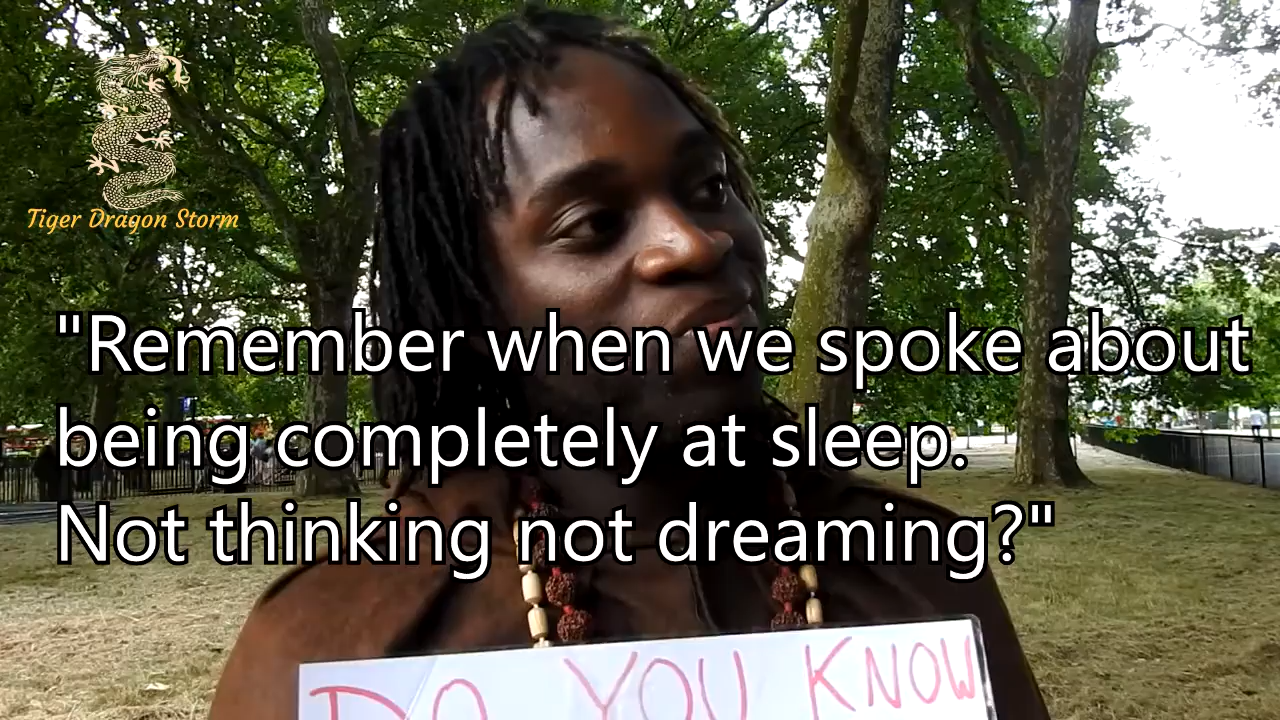 Tiger Dragon Storm
"Remember when we spoke about
being completely at sleep.
Not thinking not dreaming?"
DO YOU KNOW